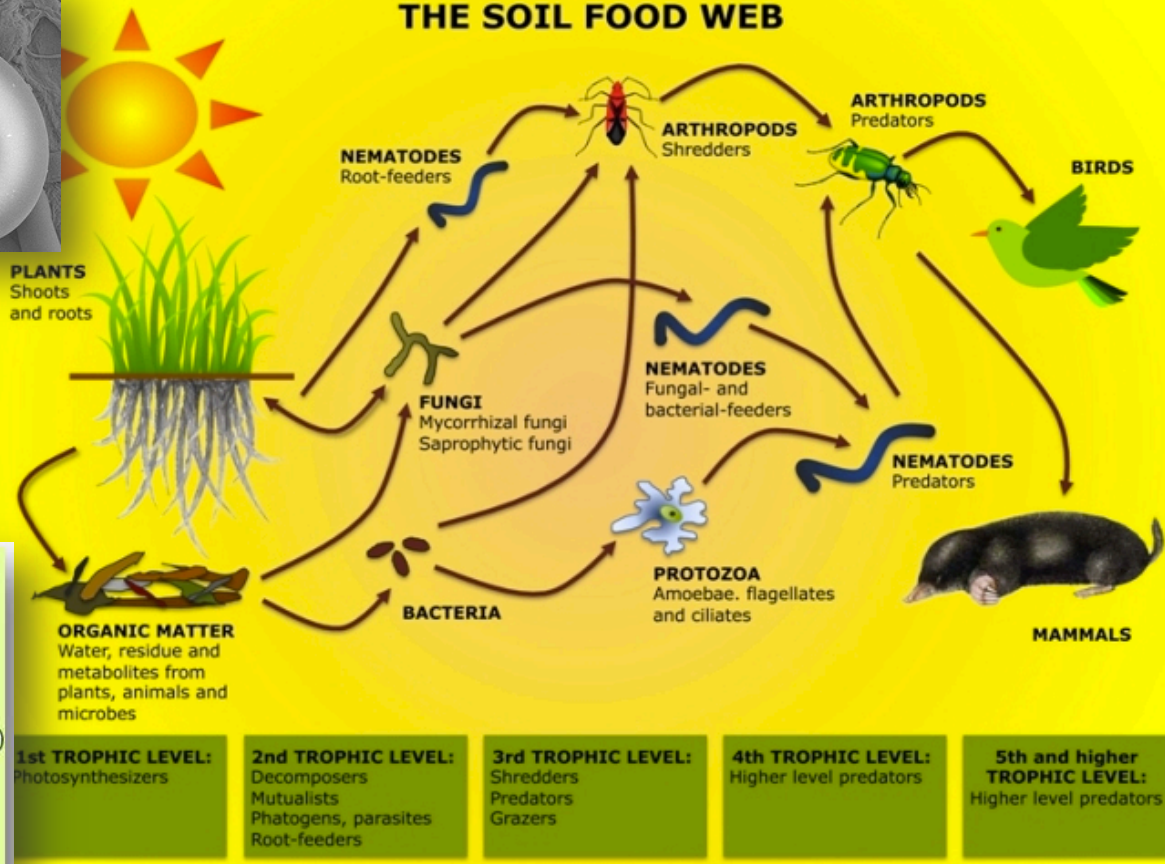 THE SOIL FOOD WEB
ARTHROPODS
Predators
ARTHROPODS
Shredders
NEMATODES
Root-feeders
BIRDS
PLANTS
Shoots
and roots
NEMATODES
Fungal- and
bacterial-feeders
FUNGI
Mycorrhizal fungi
Saprophytic fungi
NEMATODES
Predators
PROTOZOA
Amoebae. flagellates
and ciliates
BACTERIA
MAMMALS
ORGANIC MATTER
Water, residue and
metabolites from
plants, animals and
microbes
)
1st TROPHIC LEVEL:
Photosynthesizers
2nd TROPHIC LEVEL:
Decomposers
Mutualists
Phatogens, parasites
Root-feeders
3rd TROPHIC LEVEL:
Shredders
Predators
Grazers
4th TROPHIC LEVEL:
Higher level predators
5th and higher
TROPHIC LEVEL:
Higher level predators